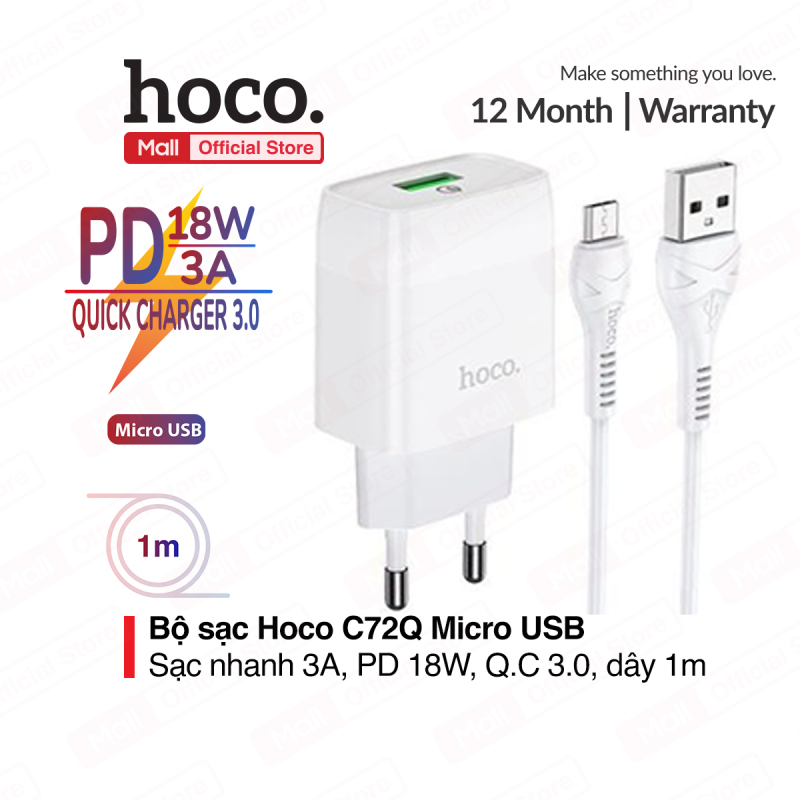 hoco.
Mall Official Store
Make something you love.
12 Month | Warranty
PD 18W
3A
QUICK CHARGER 3.0
hoco.
hoco.
Micro USB
1m
Bộ sạc Hoco C72Q Micro USB
Sạc nhanh 3A, PD 18W, Q.C 3.0, dây 1m